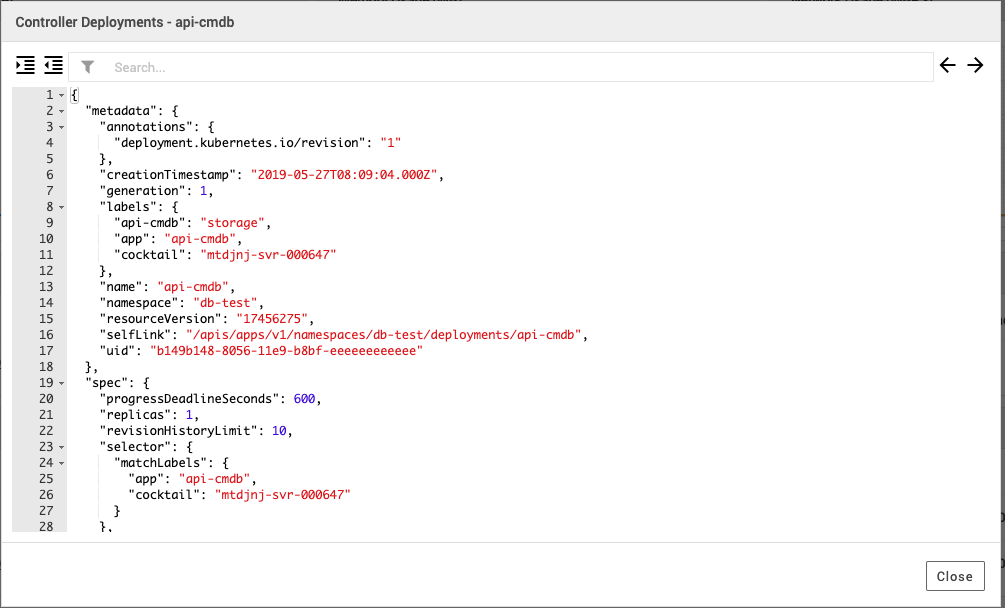 Controller Deployments - api-cmdb
Search...
1 {
2 "metadata": {
3 "annotations": {
4 "deployment.kubernetes.io/revision": "1"
5 },
6 "creationTimestamp": "2019-05-27T08:09:04.000Z",
7 "generation": 1,
8 "labels": {
9 "api-cmdb": "storage",
10 "app": "api-cmdb",
11 "cocktail": "mtdjnj-svr-000647"
12 },
13 "name": "api-cmdb",
14 "namespace": "db-test",
15 "resourceVersion": "17456275",
16 "selfLink": "/apis/apps/v1/namespaces/db-test/deployments/api-cmdb",
17 "uid": "b149b148-8056-11e9-b8bf-eeeeeeeeeeee"
18 },
19 "spec": {
20 "progressDeadlineSeconds": 600,
21 "replicas": 1,
22 "revisionHistoryLimit": 10,
23 "selector": {
24 "matchLabels": {
25 "app": "api-cmdb",
26 "cocktail": "mtdjnj-svr-000647"
27 }
28 },
Close